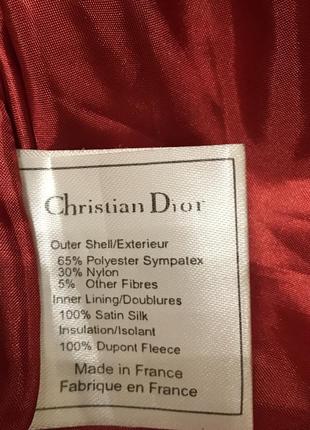 Christian Dior
Outer Shell/Exterieur
65% Polyester Sympatex
30% Nylon
5% Other Fibres
Inner Lining/Doublures
100% Satin Silk
Insulation/Isolant
100% Dupont Fleece
Made in France
Fabrique en France